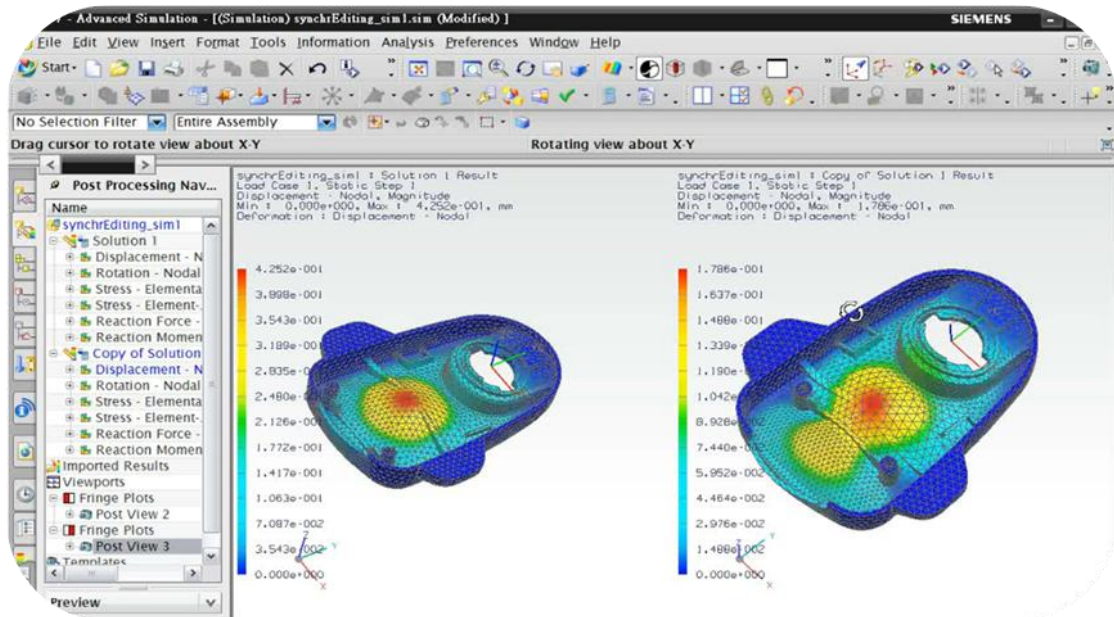 - Advanced Simulation - [(Simulation) synchrEditing_sim1.sim (Modified) ]
SIEMENS
File Edit View Insert Format Tools Information Analysis Preferences Window Help
Start
No Selection Filter
Entire Assembly
Drag cursor to rotate view about X-Y
Rotating view about X-Y
Post Processing Nav...
Name
synchrEditing_sim1
Solution 1
Displacement - N
Rotation - Nodal
Stress - Elementa
Stress - Element-
Reaction Force -
Reaction Momen
Copy of Solution
Displacement - N
Rotation - Nodal
Stress - Elementa
Stress - Element-
Reaction Force -
Reaction Momen
Imported Results
Viewports
Fringe Plots
Post View 2
Fringe Plots
Post View 3
Templates
Preview
synchrEditing_sim1 : Solution 1 Result
Load Case 1, Static Step 1
Displacement - Nodal, Magnitude
Min : 0.000e+000, Max : 4.252e-001, mm
Deformation : Displacement - Nodal
4.252e-001
3.898e-001
3.543e-001
3.189e-001
2.835e-001
2.480e-001
2.126e-001
1.772e-001
1.417e-001
1.063e-001
7.087e-002
3.543e-002
0.000e+000
Z
Y
X
synchrEditing_sim1 : Copy of Solution 1 Result
Load Case 1, Static Step 1
Displacement - Nodal, Magnitude
Min : 0.000e+000, Max : 1.786e-001, mm
Deformation : Displacement - Nodal
1.786e-001
1.637e-001
1.488e-001
1.339e-001
1.190e-001
1.042e-001
8.928e-002
7.440e-002
5.952e-002
4.464e-002
2.976e-002
1.488e-002
0.000e+000
Z
Y
X